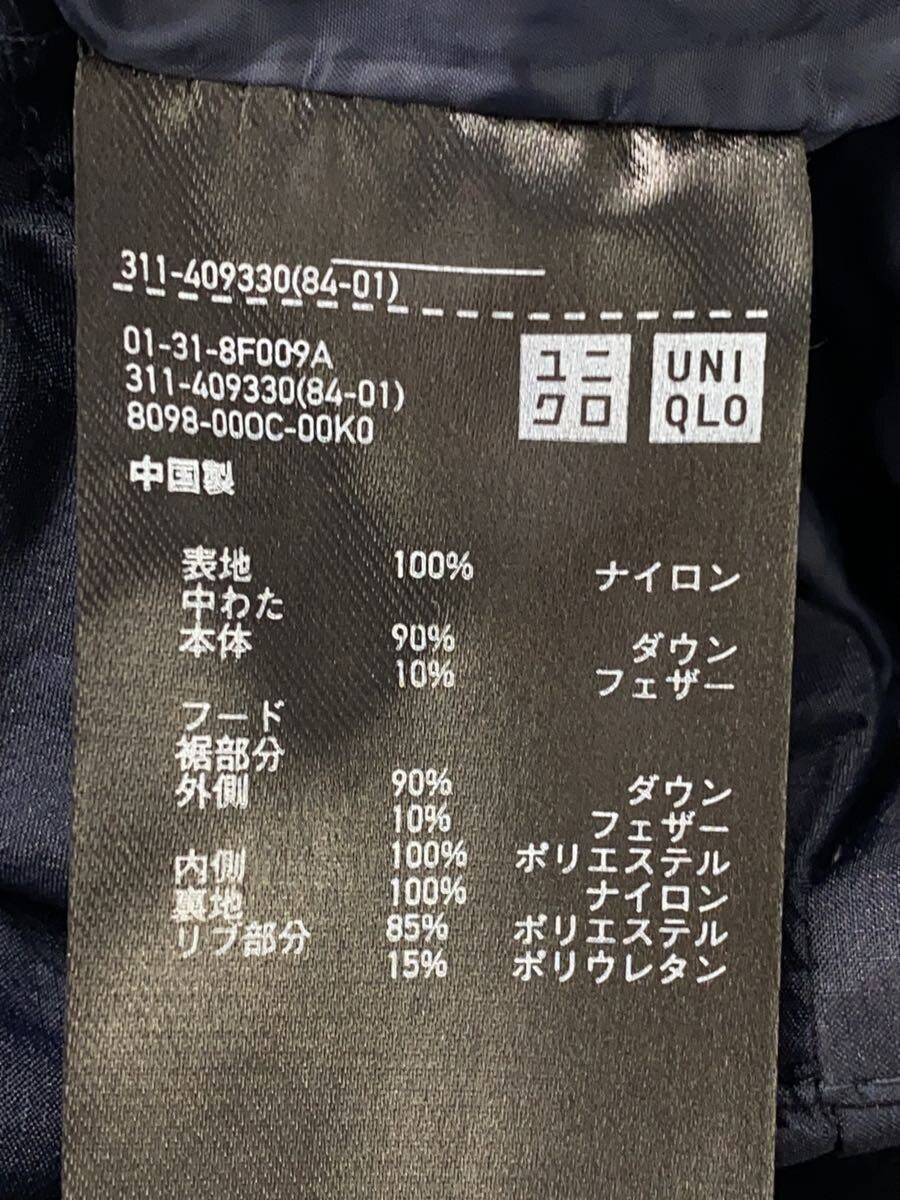 311-409330(84-01)
01-31-8F009A
311-409330(84-01)
8098-000C-00K0
中国製
ユニ
クロ
UNI
QLO
表地 100% ナイロン
中わた
本体 90% ダウン
10% フェザー
フード
裾部分
外側 90% ダウン
10% フェザー
内側 100% ポリエステル
裏地 100% ナイロン
リブ部分 85% ポリエステル
15% ポリウレタン